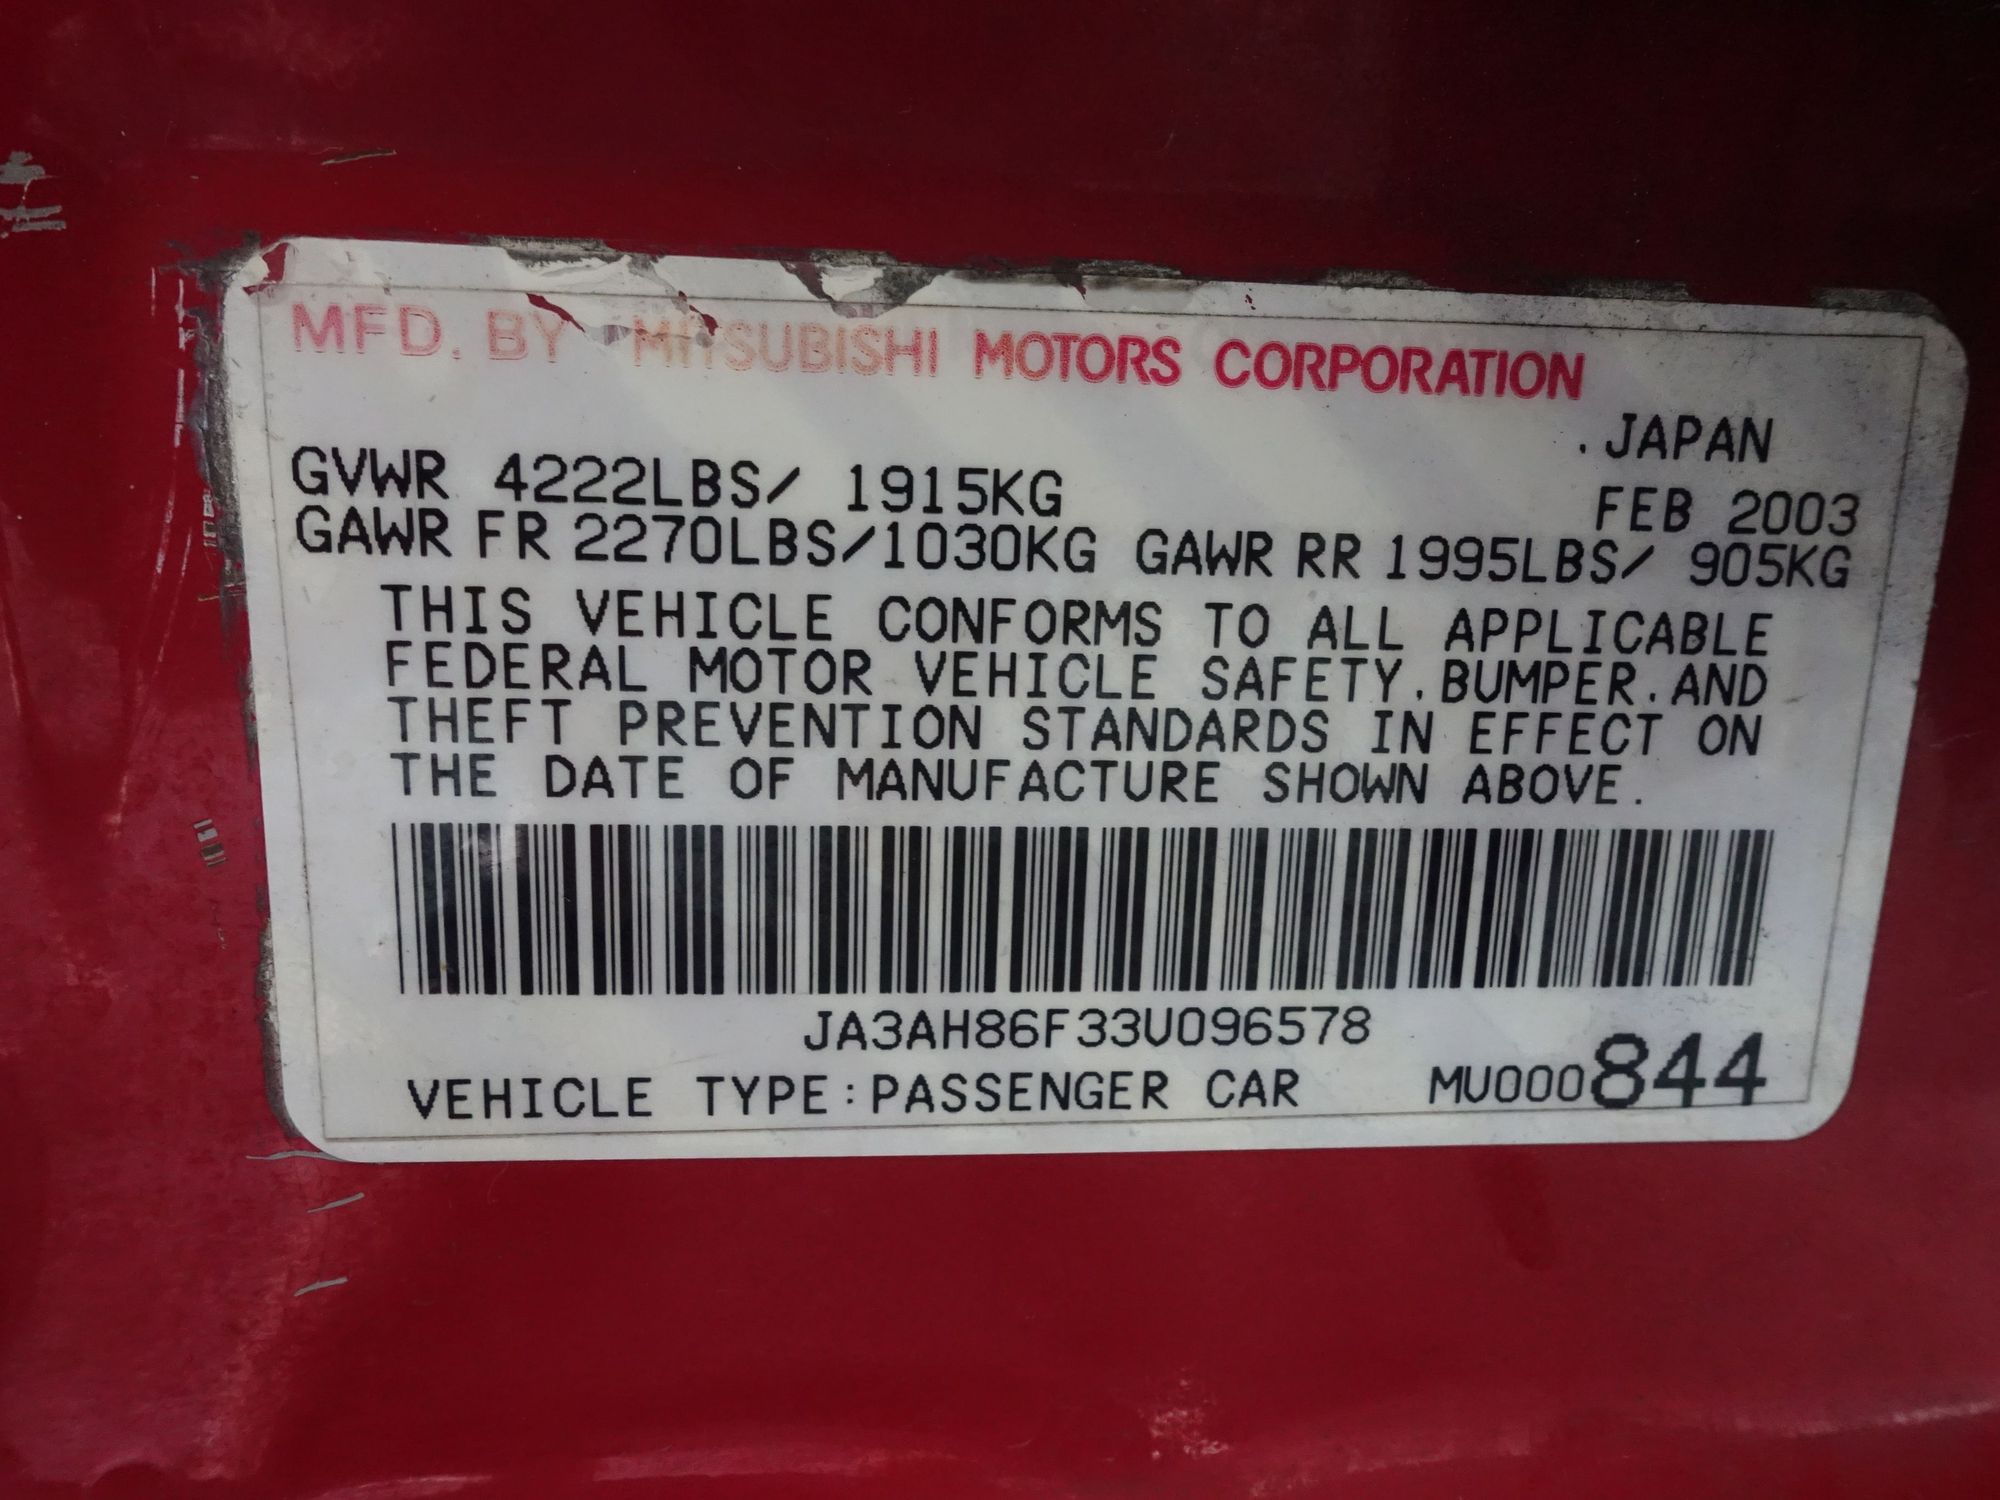 MFD. BY MITSUBISHI MOTORS CORPORATION
. JAPAN
GVWR 4222LBS/ 1915KG FEB 2003
GAWR FR 2270LBS/1030KG GAWR RR 1995LBS/ 905KG
THIS VEHICLE CONFORMS TO ALL APPLICABLE
FEDERAL MOTOR VEHICLE SAFETY. BUMPER. AND
THEFT PREVENTION STANDARDS IN EFFECT ON
THE DATE OF MANUFACTURE SHOWN ABOVE.
JA3AH86F33U096578
VEHICLE TYPE:PASSENGER CAR MU000844